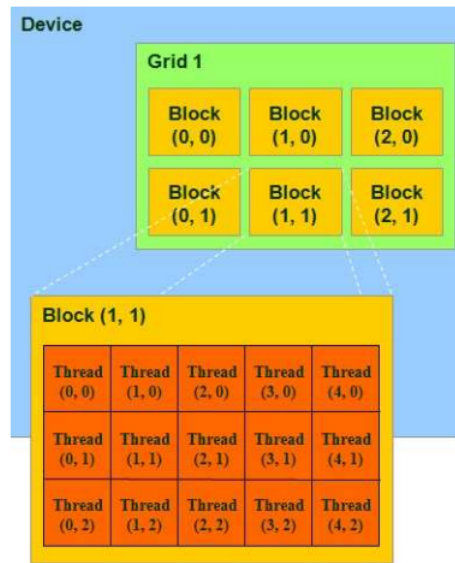 Device
Grid 1
Block Block Block
(0, 0) (1, 0) (2, 0)
Block Block Block
(0, 1) (1, 1) (2, 1)
Block (1, 1)
Thread Thread Thread Thread Thread
(0, 0) (1, 0) (2, 0) (3, 0) (4, 0)
Thread Thread Thread Thread Thread
(0, 1) (1, 1) (2, 1) (3, 1) (4, 1)
Thread Thread Thread Thread Thread
(0, 2) (1, 2) (2, 2) (3, 2) (4, 2)